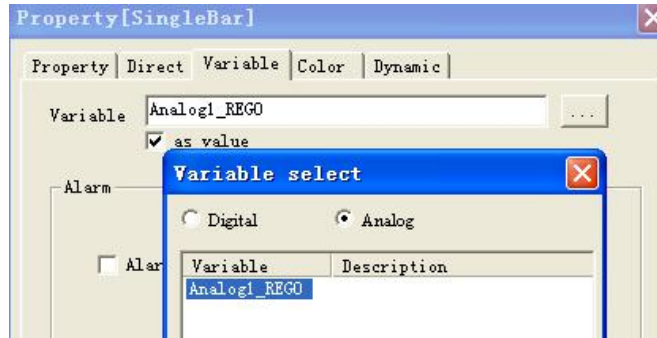 Property[SingleBar]
Property Direct Variable Color Dynamic
Variable Analog1_REG0 ...
as value
Variable select
Alarm
Digital Analog
Alar Variable Description
Analog1_REG0